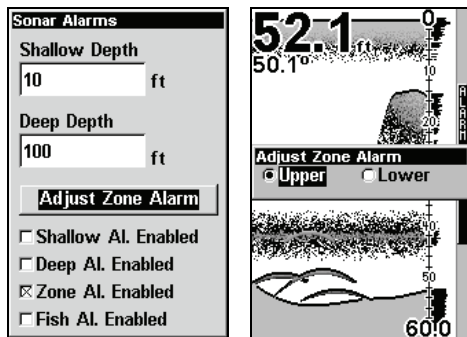 Sonar Alarms
Shallow Depth
10 ft
Deep Depth
100 ft
Adjust Zone Alarm
Shallow Al. Enabled
Deep Al. Enabled
Zone Al. Enabled
Fish Al. Enabled
52.1 ft
50.1°
0
10
20
ALARM
Adjust Zone Alarm
Upper Lower
50
60.0